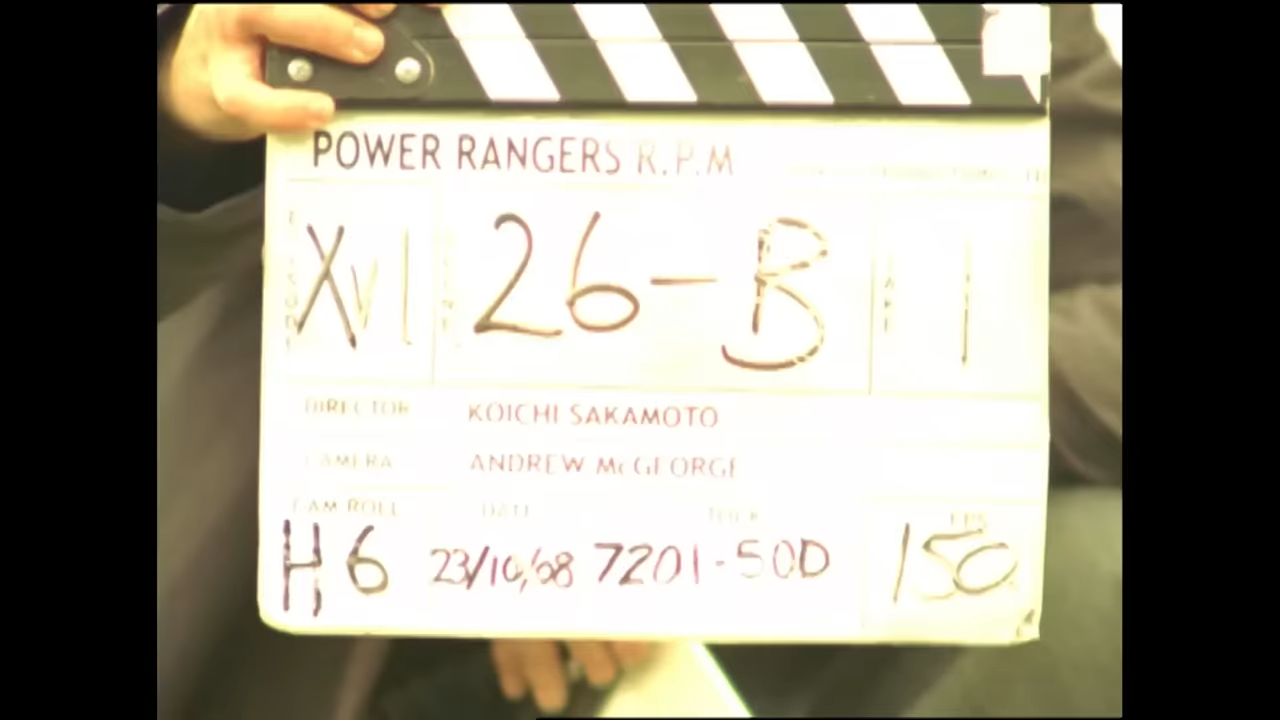 POWER RANGERS R.P.M
XVI 26-B 1
DIRECTOR KOICHI SAKAMOTO
CAMERA ANDREW McGEORGE
CAM ROLL DATE FPS
H6 23/10/08 7201-50D 150